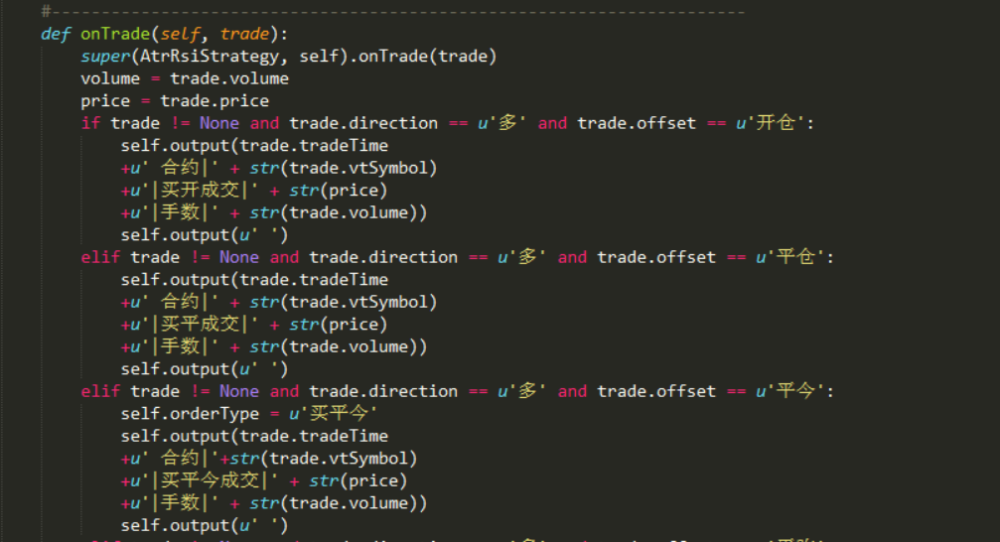 #----------------------------------------------------------------------
def onTrade(self, trade):
super(AtrRsiStrategy, self).onTrade(trade)
volume = trade.volume
price = trade.price
if trade != None and trade.direction == u'多' and trade.offset == u'开仓':
self.output(trade.tradeTime
+u' 合约|' + str(trade.vtSymbol)
+u'|买开成交|' + str(price)
+u'|手数|' + str(trade.volume))
self.output(u' ')
elif trade != None and trade.direction == u'多' and trade.offset == u'平仓':
self.output(trade.tradeTime
+u' 合约|' + str(trade.vtSymbol)
+u'|买平成交|' + str(price)
+u'|手数|' + str(trade.volume))
self.output(u' ')
elif trade != None and trade.direction == u'多' and trade.offset == u'平今':
self.orderType = u'买平今'
self.output(trade.tradeTime
+u' 合约|'+str(trade.vtSymbol)
+u'|买平今成交|' + str(price)
+u'|手数|' + str(trade.volume))
self.output(u' ')